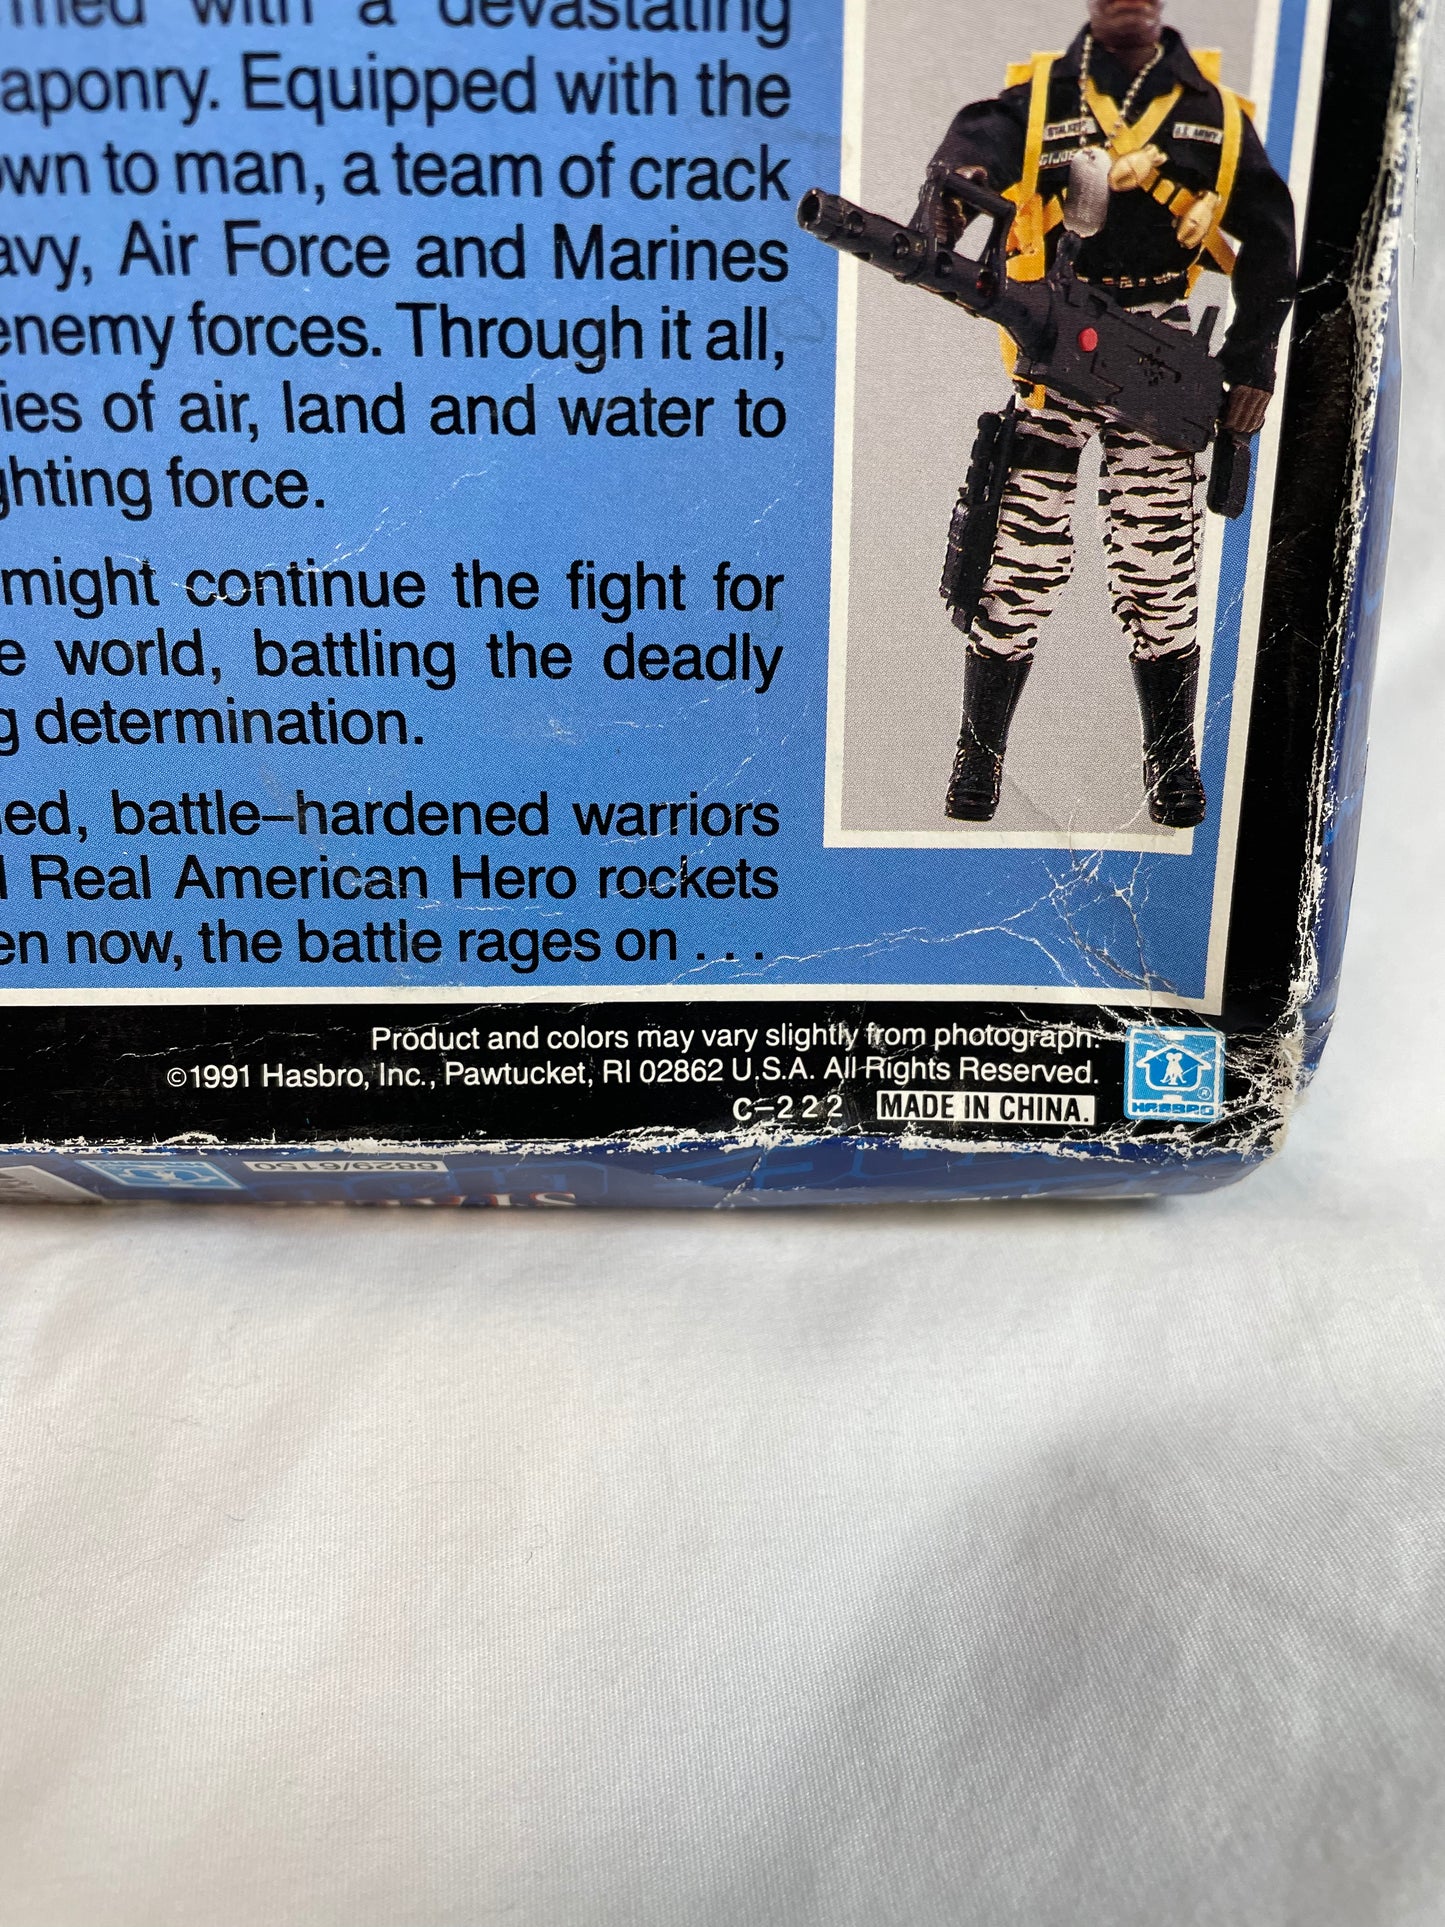 with a devastating
aponry. Equipped with the
own to man, a team of crack
avy, Air Force and Marines
enemy forces. Through it all,
ies of air, land and water to
ghting force.
might continue the fight for
e world, battling the deadly
g determination.
ed, battle–hardened warriors
Real American Hero rockets
en now, the battle rages on . . .
STALKER
U.S. ARMY
G.I. JOE
Product and colors may vary slightly from photograph.
©1991 Hasbro, Inc., Pawtucket, RI 02862 U.S.A. All Rights Reserved.
C-222 MADE IN CHINA.
HASBRO ®
6829/6150